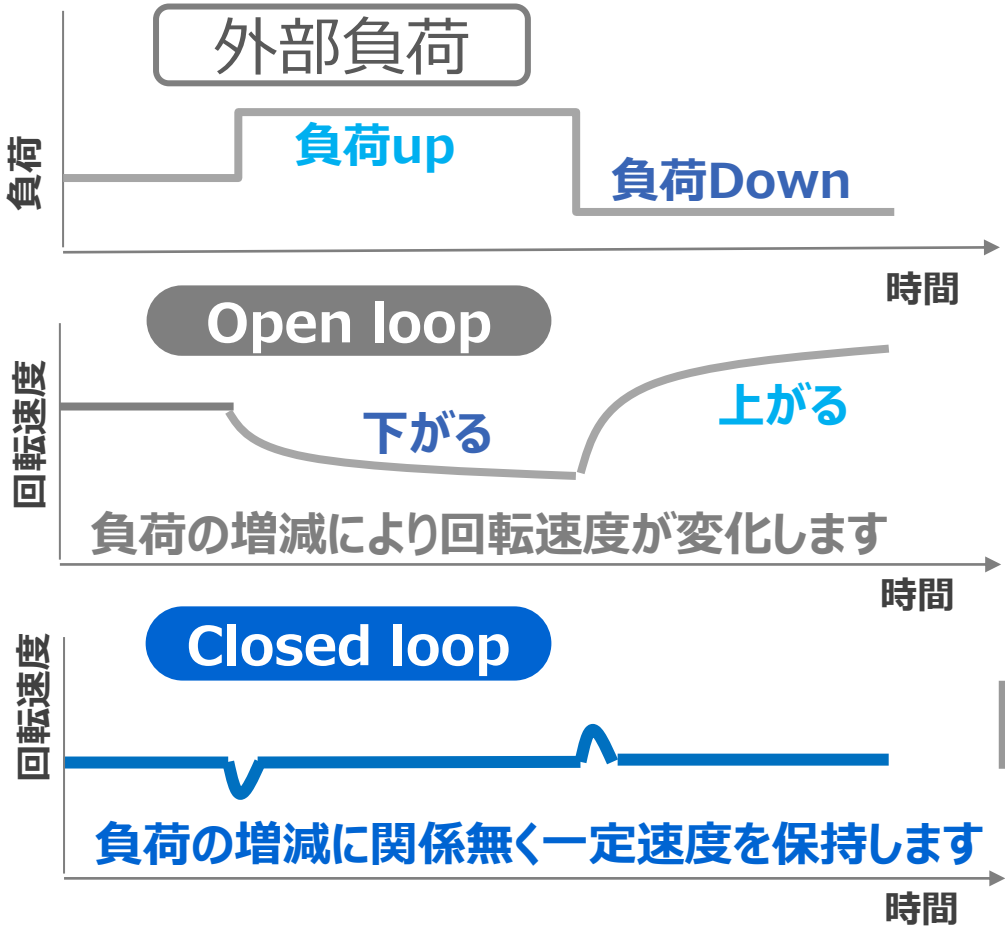 外部負荷
負荷
負荷up
負荷Down
時間
Open loop
回転速度
下がる
上がる
負荷の増減により回転速度が変化します
時間
Closed loop
回転速度
負荷の増減に関係無く一定速度を保持します
時間